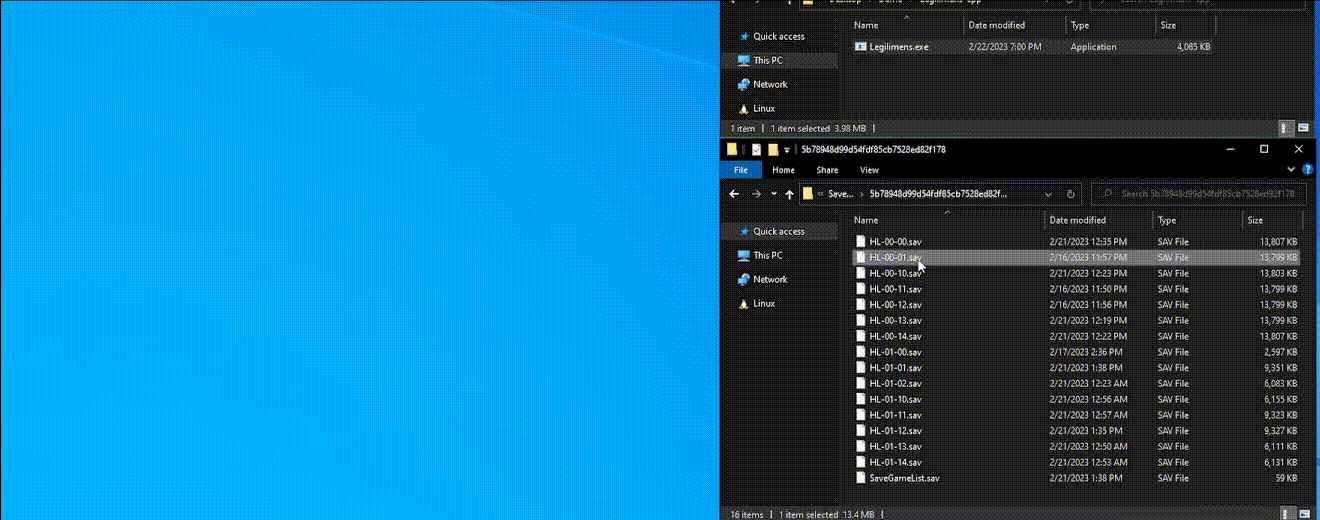 Name Date modified Type Size
Quick access
Legilimens.exe 2/22/2023 7:00 PM Application 4,085 KB
This PC
Network
Linux
1 item 1 item selected 3.98 MB
5b78948d99d54fdf85cb7528ed82f178
File Home Share View
« Save... › 5b78948d99d54fdf85cb7528ed82f... Search 5b78948d99d54fdf85cb7528ed82f178
Name Date modified Type Size
Quick access
This PC
Network
Linux
HL-00-00.sav 2/21/2023 12:35 PM SAV File 13,807 KB
HL-00-01.sav 2/16/2023 11:57 PM SAV File 13,799 KB
HL-00-10.sav 2/21/2023 12:23 PM SAV File 13,803 KB
HL-00-11.sav 2/16/2023 11:50 PM SAV File 13,799 KB
HL-00-12.sav 2/16/2023 11:56 PM SAV File 13,799 KB
HL-00-13.sav 2/21/2023 12:19 PM SAV File 13,799 KB
HL-00-14.sav 2/21/2023 12:22 PM SAV File 13,807 KB
HL-01-00.sav 2/17/2023 2:36 PM SAV File 2,597 KB
HL-01-01.sav 2/21/2023 1:38 PM SAV File 9,351 KB
HL-01-02.sav 2/21/2023 12:23 AM SAV File 6,083 KB
HL-01-10.sav 2/21/2023 12:56 AM SAV File 6,155 KB
HL-01-11.sav 2/21/2023 12:57 AM SAV File 9,323 KB
HL-01-12.sav 2/21/2023 1:35 PM SAV File 9,327 KB
HL-01-13.sav 2/21/2023 12:50 AM SAV File 6,111 KB
HL-01-14.sav 2/21/2023 12:53 AM SAV File 6,131 KB
SaveGameList.sav 2/21/2023 1:38 PM SAV File 59 KB
16 items 1 item selected 13.4 MB